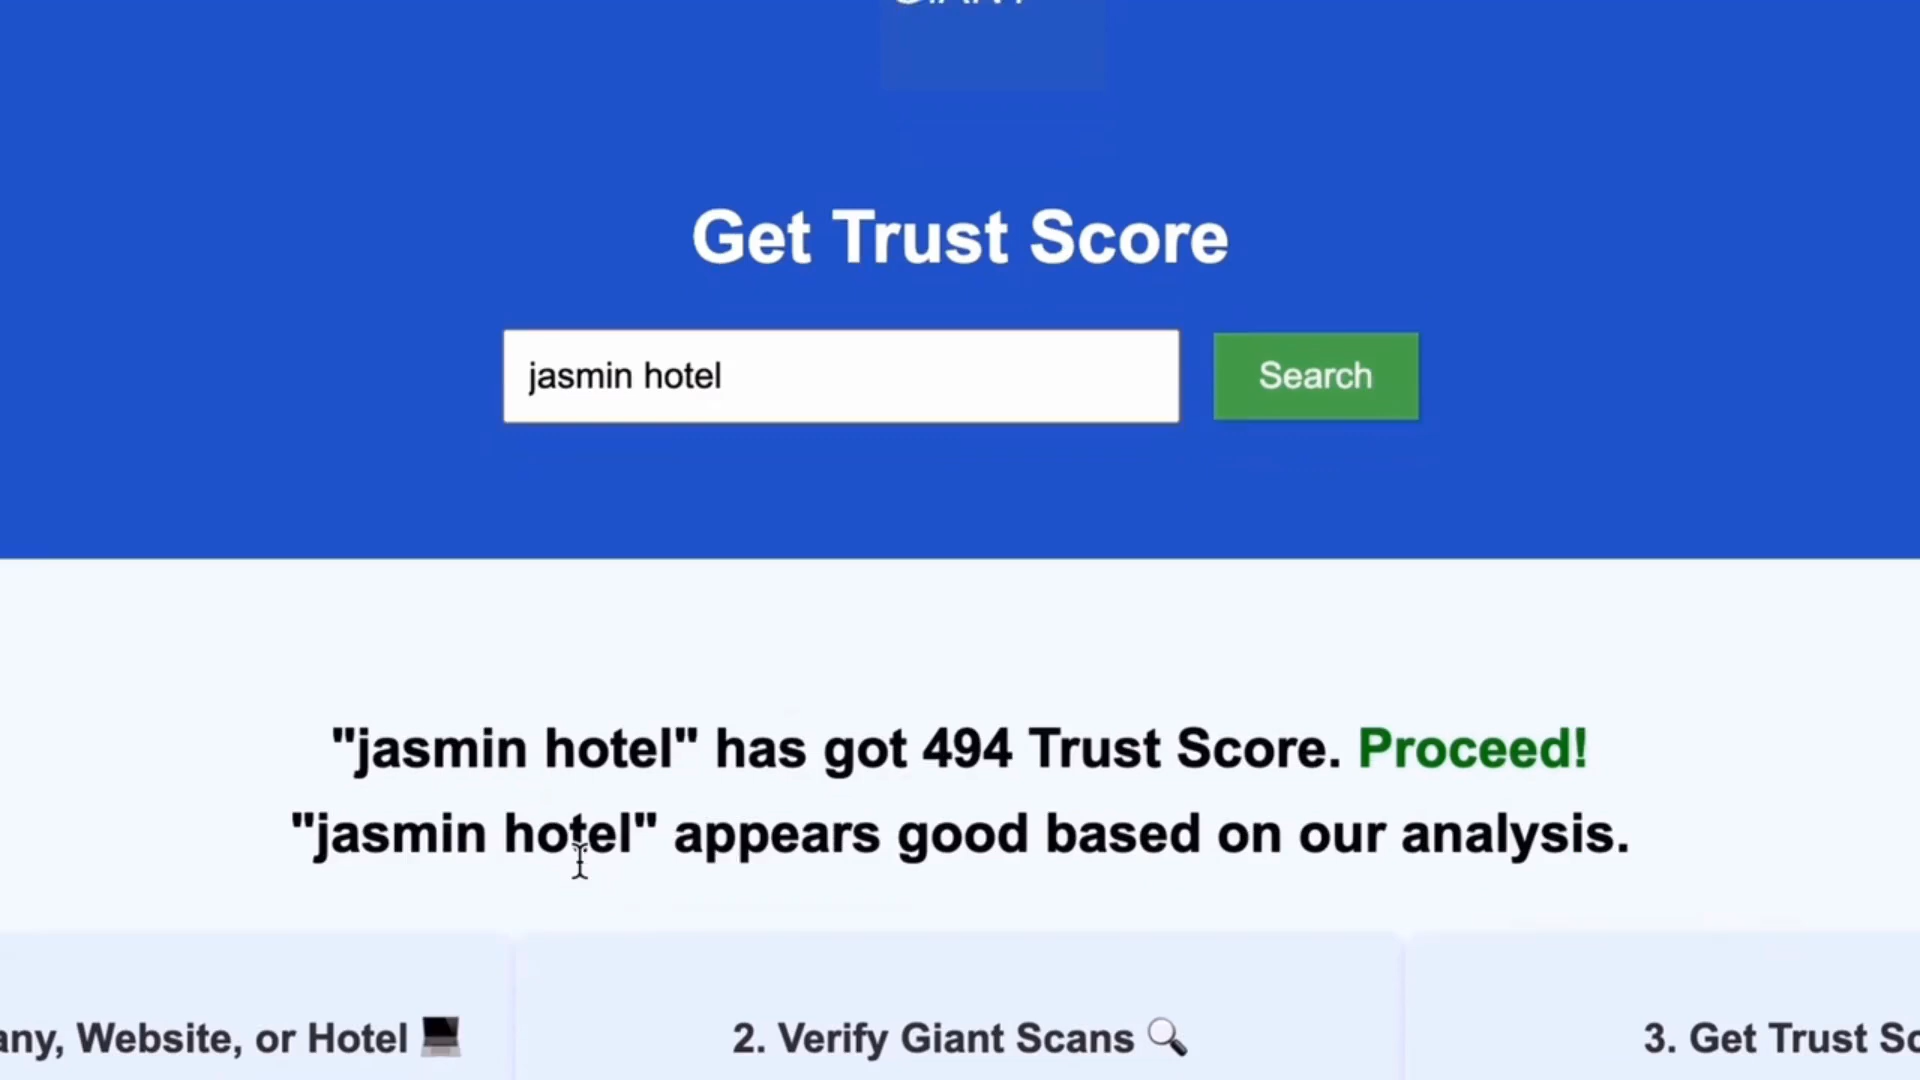 GIANT
Get Trust Score
jasmin hotel
Search
"jasmin hotel" has got 494 Trust Score. Proceed!
"jasmin hotel" appears good based on our analysis.
any, Website, or Hotel 💻
2. Verify Giant Scans 🔍
3. Get Trust Sc